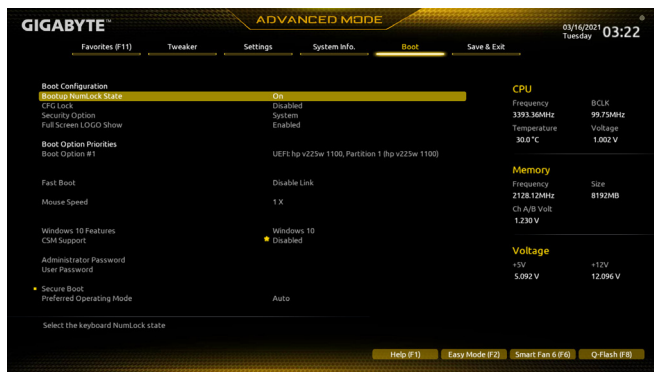 GIGABYTE™
ADVANCED MODE
03/16/2021
Tuesday
03:22
Favorites (F11) Tweaker Settings System Info. Boot Save & Exit
Boot Configuration
Bootup NumLock State On
CFG Lock Disabled
Security Option System
Full Screen LOGO Show Enabled
Boot Option Priorities
Boot Option #1 UEFI: hp v225w 1100, Partition 1 (hp v225w 1100)
Fast Boot Disable Link
Mouse Speed 1 X
Windows 10 Features Windows 10
CSM Support Disabled
Administrator Password
User Password
Secure Boot
Preferred Operating Mode Auto
Select the keyboard NumLock state
CPU
Frequency BCLK
3393.36MHz 99.75MHz
Temperature Voltage
30.0 °C 1.002 V
Memory
Frequency Size
2128.12MHz 8192MB
Ch A/B Volt
1.230 V
Voltage
+5V +12V
5.092 V 12.096 V
Help (F1) Easy Mode (F2) Smart Fan 6 (F6) Q-Flash (F8)